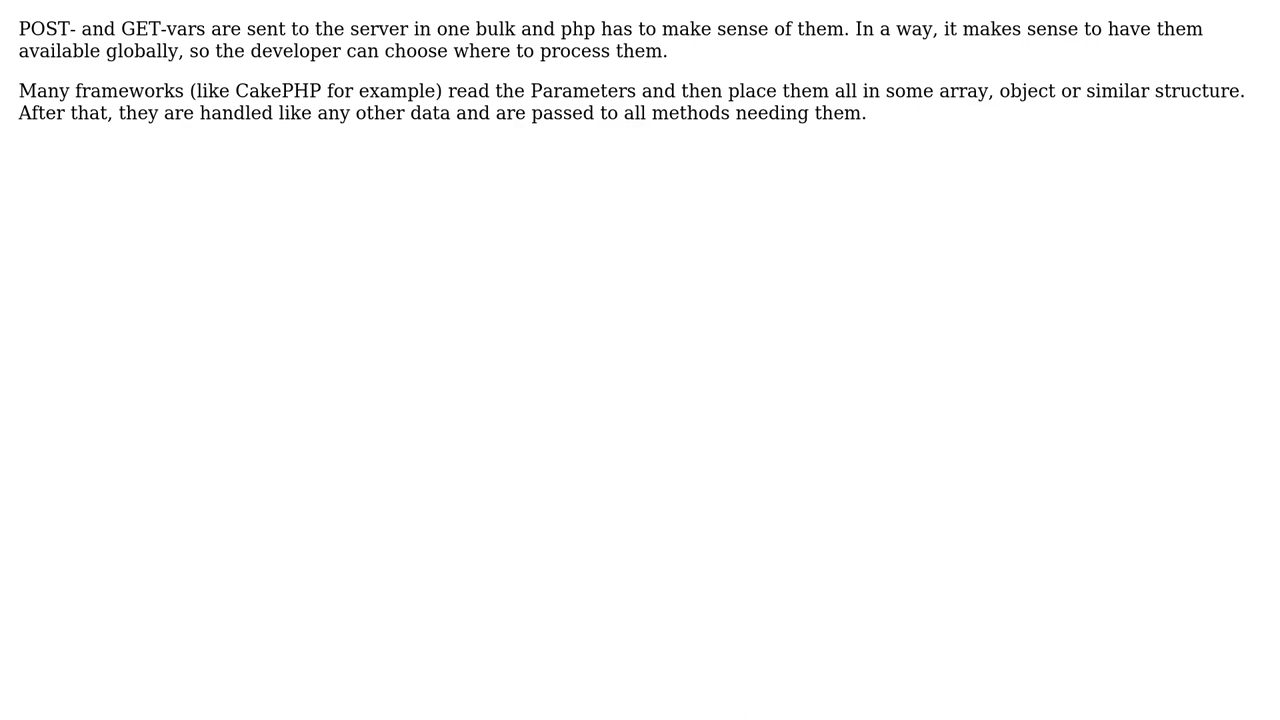 POST- and GET-vars are sent to the server in one bulk and php has to make sense of them. In a way, it makes sense to have them
available globally, so the developer can choose where to process them.
Many frameworks (like CakePHP for example) read the Parameters and then place them all in some array, object or similar structure.
After that, they are handled like any other data and are passed to all methods needing them.